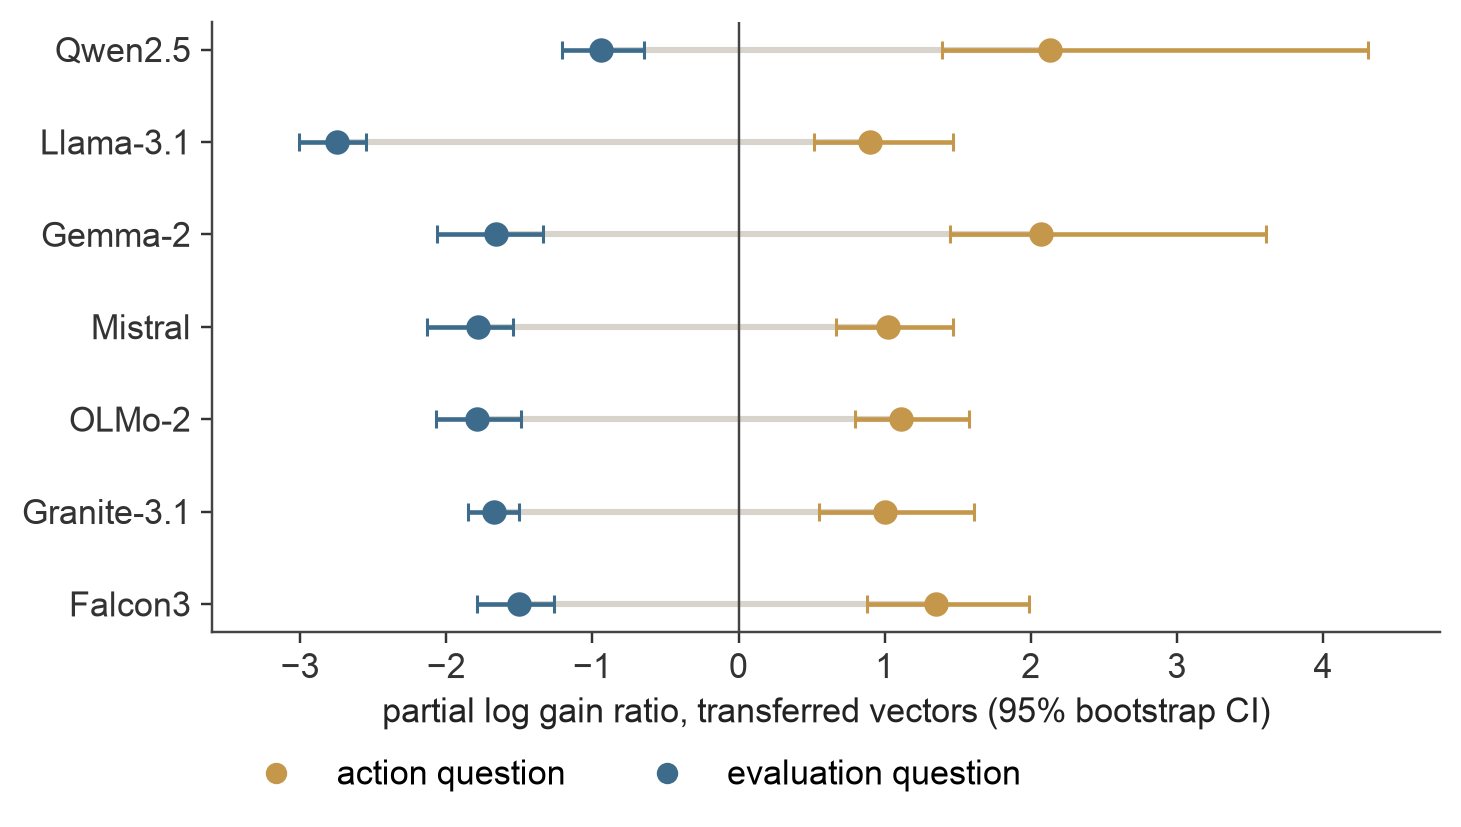 Qwen2.5
Llama-3.1
Gemma-2
Mistral
OLMo-2
Granite-3.1
Falcon3
−3 −2 −1 0 1 2 3 4
partial log gain ratio, transferred vectors (95% bootstrap CI)
action question evaluation question